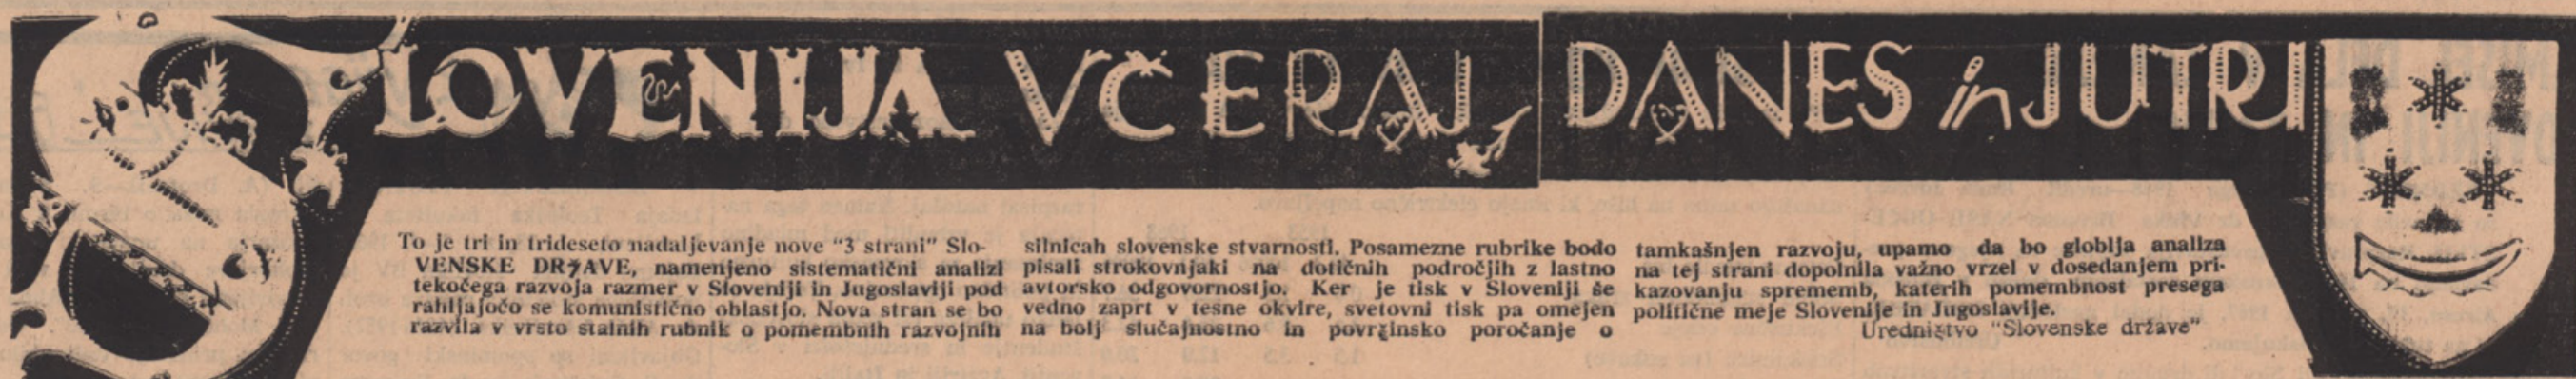 SLOVENIJA VČERAJ, DANES in JUTRI
To je tri in trideseto nadaljevanje nove "3 strani" Slo-
VENSKE DRŽAVE, namenjeno sistematični analizi
tekočega razvoja razmer v Sloveniji in Jugoslaviji pod
rahljajočo se komunistično oblastjo. Nova stran se bo
razvila v vrsto stalnih rubnik o pomembnih razvojnih
silnicah slovenske stvarnosti. Posamezne rubrike bodo
pisali strokovnjaki na dotičnih področjih z lastno
avtorsko odgovornostjo. Ker je tisk v Sloveniji še
vedno zaprt v tesne okvire, svetovni tisk pa omejen
na bolj slučajnostno in površinsko poročanje o
tamkašnjen razvoju, upamo da bo globlja analiza
na tej strani dopolnila važno vrzel v dosedanjem pri-
kazovanju sprememb, katerih pomembnost presega
politične meje Slovenije in Jugoslavije.
Uredništvo "Slovenske države"